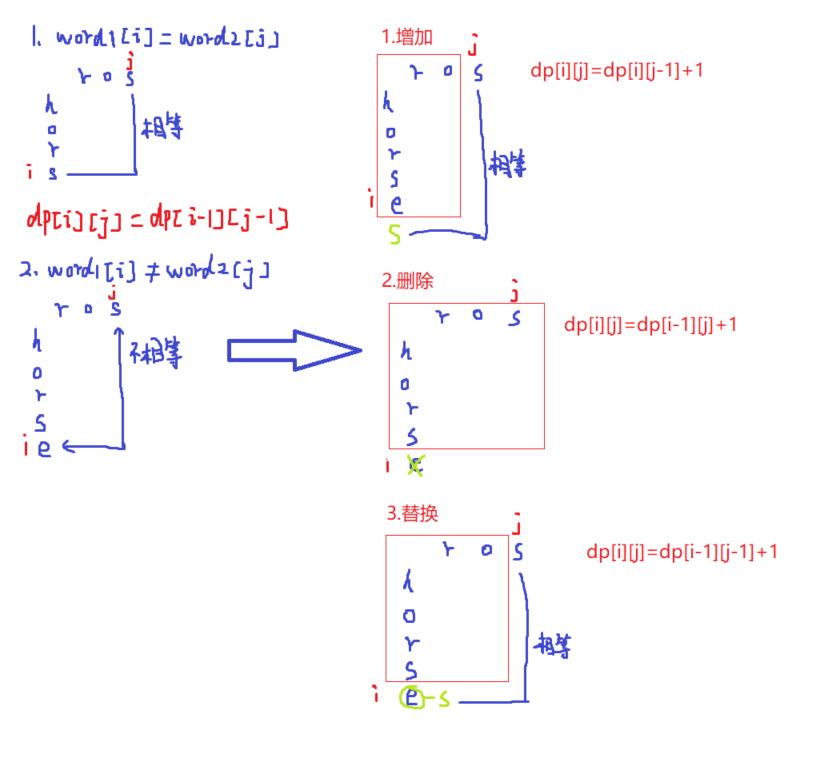 1. word1[i]=word2[j]
j
r o s
h
o
r
i s
相等
dp[i][j]=dp[i-1][j-1]
2. word1[i]≠word2[j]
j
r o s
h
o
r
s
i e
不相等
1.增加
j
r o s
dp[i][j]=dp[i][j-1]+1
h
o
r
s
i e
s
相等
2.删除
j
r o s
dp[i][j]=dp[i-1][j]+1
h
o
r
s
i e
3.替换
j
r o s
dp[i][j]=dp[i-1][j-1]+1
h
o
r
s
i e-s
相等